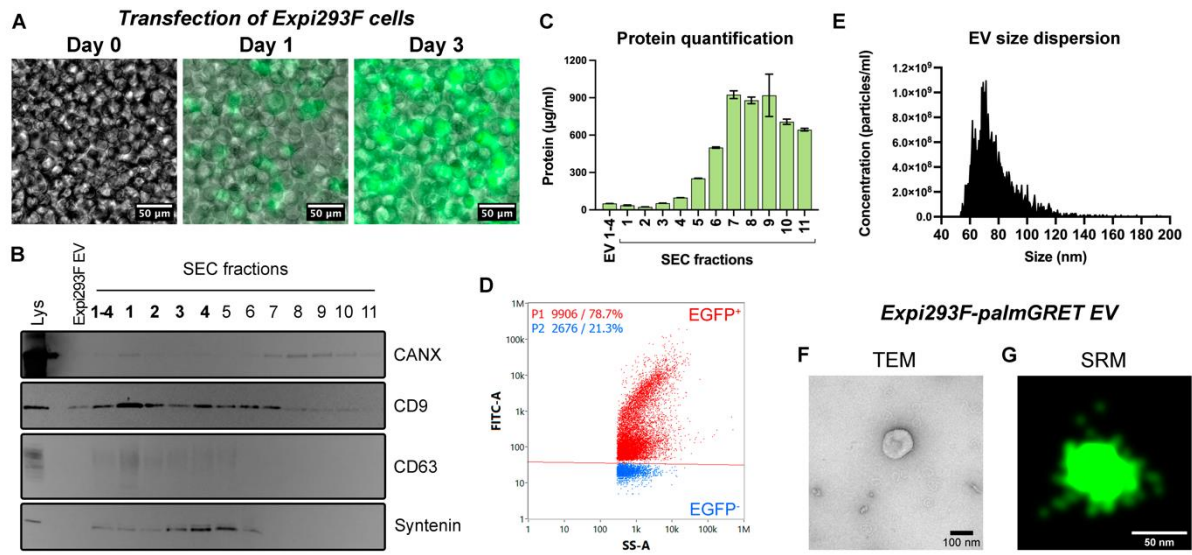 A
Transfection of Expi293F cells
Day 0
Day 1
Day 3
50 µm
50 µm
50 µm
B
SEC fractions
Lys
Expi293F EV
1-4
1
2
3
4
5
6
7
8
9
10
11
CANX
CD9
CD63
Syntenin
C
Protein quantification
Protein (µg/ml)
1200
900
600
300
0
EV 1-4
1
2
3
4
5
6
7
8
9
10
11
SEC fractions
D
P1 9906 / 78.7%
P2 2676 / 21.3%
EGFP⁺
EGFP⁻
FITC-A
1M
100k
10k
1k
100
10
1
1
10
100
1k
10k
100k
1M
SS-A
E
EV size dispersion
Concentration (particles/ml)
1.2×10⁹
1.0×10⁹
8.0×10⁸
6.0×10⁸
4.0×10⁸
2.0×10⁸
0.0
40
60
80
100
120
140
160
180
200
Size (nm)
Expi293F-palmGRET EV
F
TEM
100 nm
G
SRM
50 nm